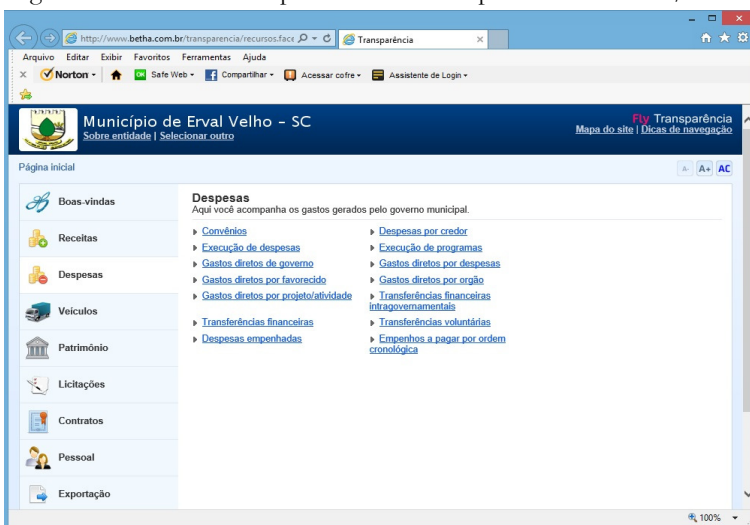 http://www.betha.com.br/transparencia/recursos.face
Transparência
Arquivo Editar Exibir Favoritos Ferramentas Ajuda
Norton
OK
Safe Web
Compartilhar
Acessar cofre
Assistente de Login
Município de Erval Velho - SC
Sobre entidade | Selecionar outro
Fly Transparência
Mapa do site | Dicas de navegação
Página inicial
A- A+ AC
Boas-vindas
Receitas
Despesas
Veículos
Patrimônio
Licitações
Contratos
Pessoal
Exportação
Despesas
Aqui você acompanha os gastos gerados pelo governo municipal.
Convênios
Despesas por credor
Execução de despesas
Execução de programas
Gastos diretos de governo
Gastos diretos por despesas
Gastos diretos por favorecido
Gastos diretos por orgão
Gastos diretos por projeto/atividade
Transferências financeiras
intragovernamentais
Transferências financeiras
Transferências voluntárias
Despesas empenhadas
Empenhos a pagar por ordem
cronológica
100%